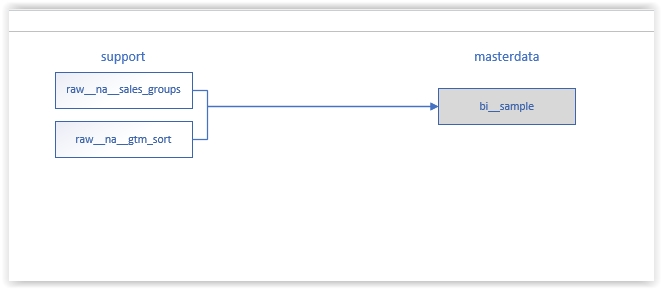 support
masterdata
raw__na__sales_groups
bi__sample
raw__na__gtm_sort